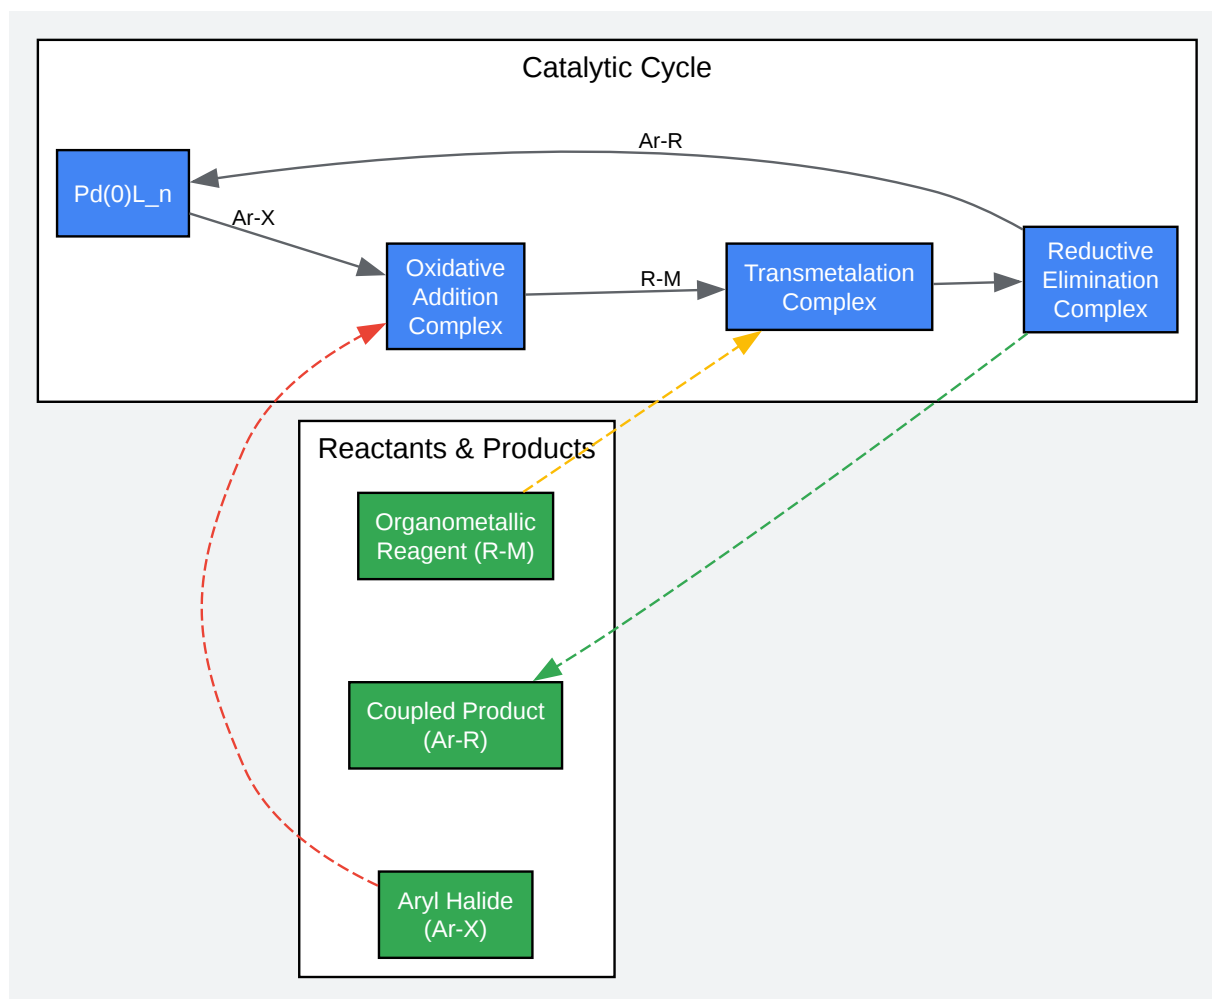 Catalytic Cycle
Ar-R
Pd(0)L_n
Ar-X
Oxidative
Addition
Complex
R-M
Transmetalation
Complex
Reductive
Elimination
Complex
Reactants & Products
Organometallic
Reagent (R-M)
Coupled Product
(Ar-R)
Aryl Halide
(Ar-X)